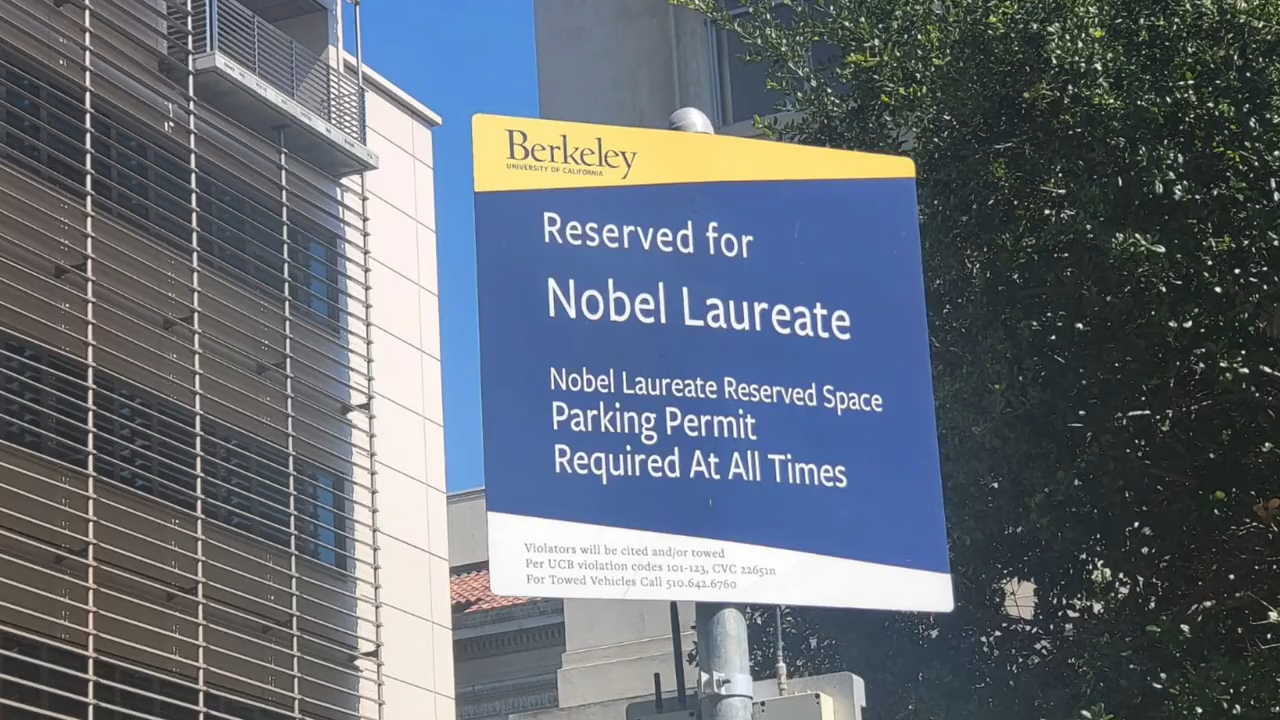 Berkeley
UNIVERSITY OF CALIFORNIA
Reserved for
Nobel Laureate
Nobel Laureate Reserved Space
Parking Permit
Required At All Times
Violators will be cited and/or towed
Per UCB violation codes 101-123, CVC 22651n
For Towed Vehicles Call 510.642.6760